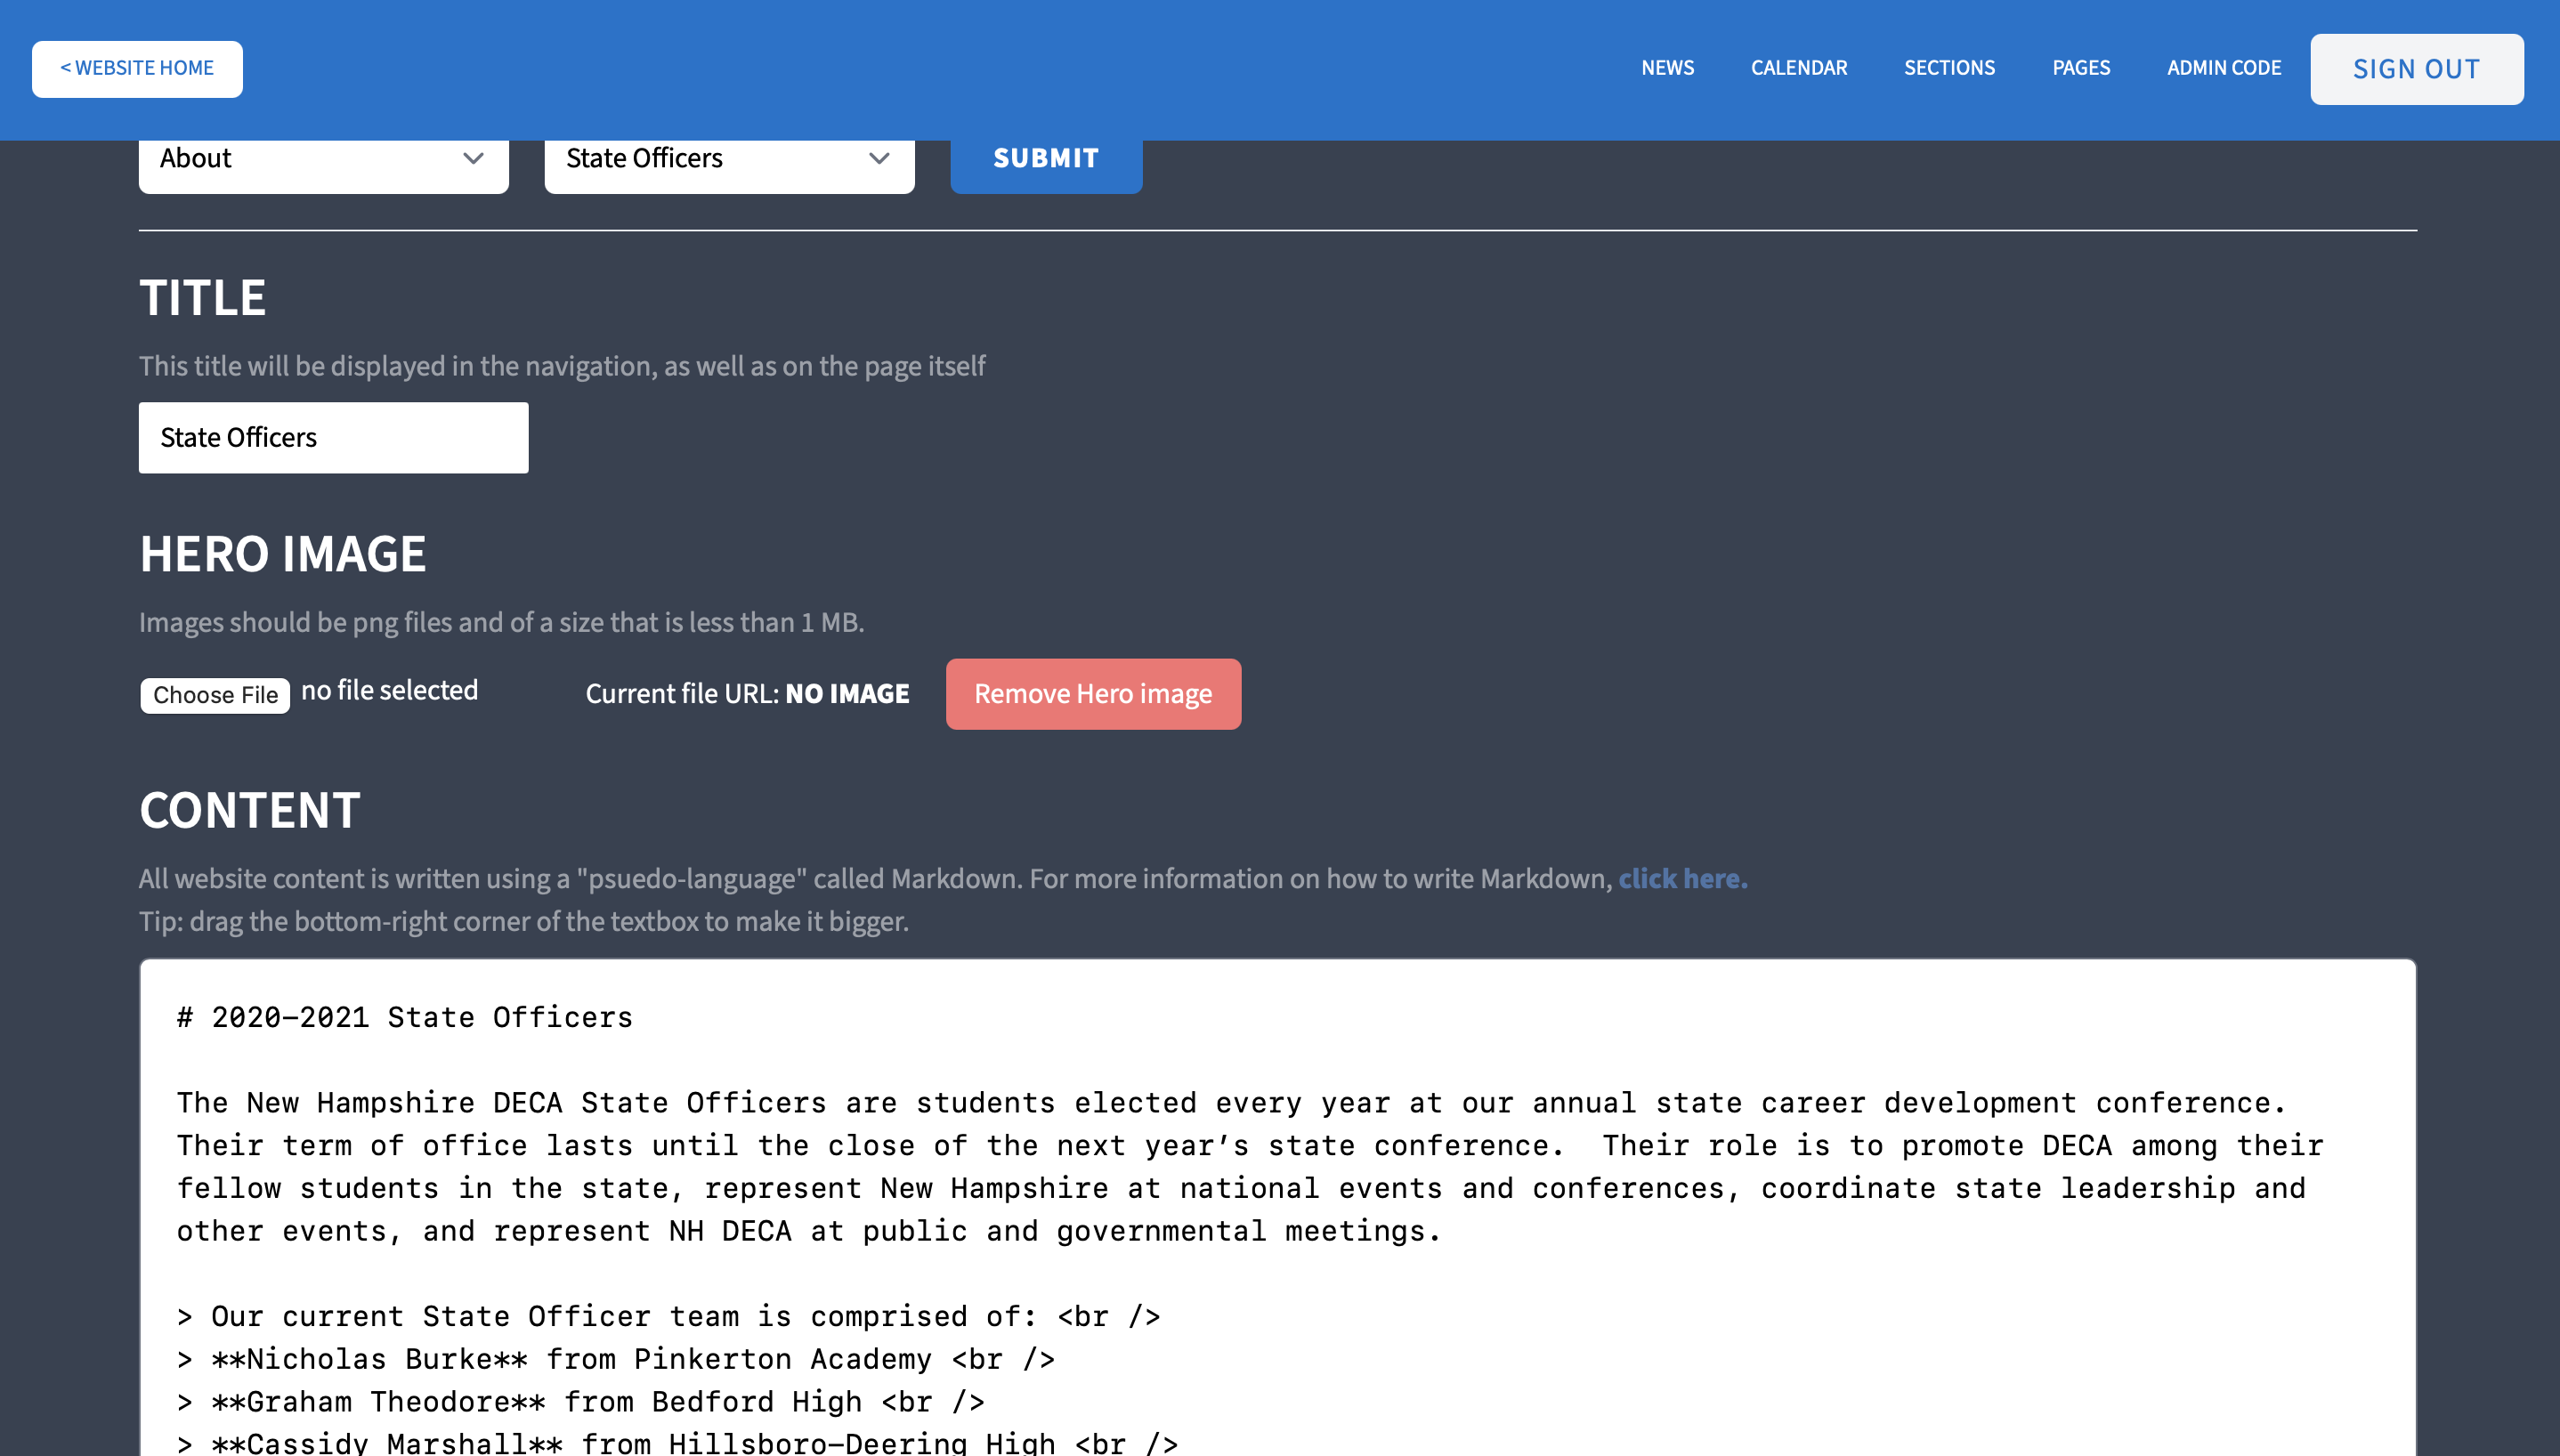 < WEBSITE HOME
NEWS CALENDAR SECTIONS PAGES ADMIN CODE SIGN OUT
About State Officers SUBMIT
TITLE
This title will be displayed in the navigation, as well as on the page itself
State Officers
HERO IMAGE
Images should be png files and of a size that is less than 1 MB.
Choose File no file selected Current file URL: NO IMAGE Remove Hero image
CONTENT
All website content is written using a "psuedo-language" called Markdown. For more information on how to write Markdown, click here.
Tip: drag the bottom-right corner of the textbox to make it bigger.
# 2020–2021 State Officers
The New Hampshire DECA State Officers are students elected every year at our annual state career development conference.
Their term of office lasts until the close of the next year’s state conference.  Their role is to promote DECA among their
fellow students in the state, represent New Hampshire at national events and conferences, coordinate state leadership and
other events, and represent NH DECA at public and governmental meetings.
> Our current State Officer team is comprised of: <br />
> **Nicholas Burke** from Pinkerton Academy <br />
> **Graham Theodore** from Bedford High <br />
> **Cassidy Marshall** from Hillsboro–Deering High <br />